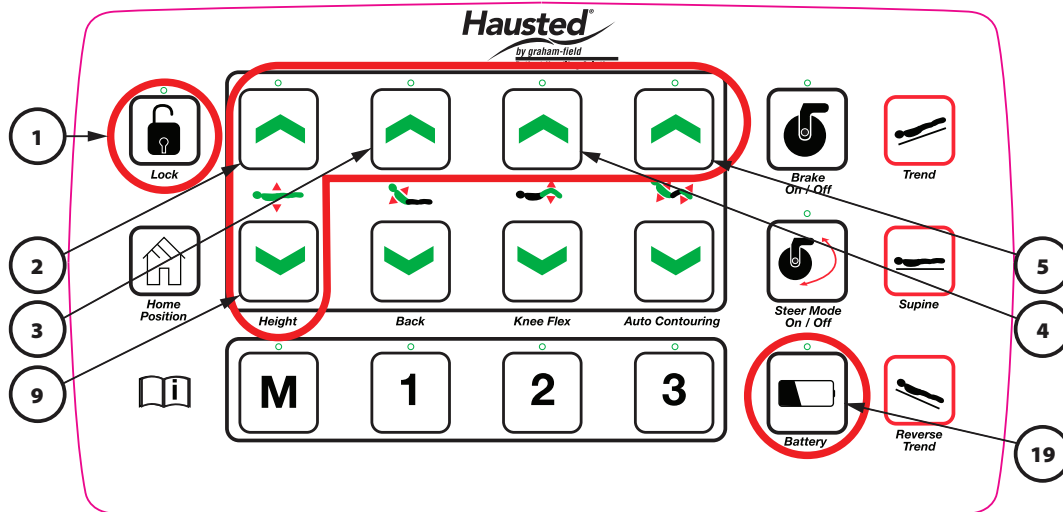 Hausted®
by graham-field
1
Lock
Brake
On / Off
Trend
2
5
Home
Position
Height
Back
Knee Flex
Auto Contouring
Steer Mode
On / Off
Supine
3
4
9
i
M
1
2
3
Battery
Reverse
Trend
19